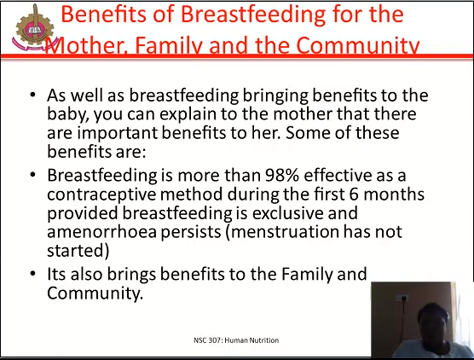 Benefits of Breastfeeding for the
Mother, Family and the Community
• As well as breastfeeding bringing benefits to the
baby, you can explain to the mother that there
are important benefits to her. Some of these
benefits are:
• Breastfeeding is more than 98% effective as a
contraceptive method during the first 6 months
provided breastfeeding is exclusive and
amenorrhoea persists (menstruation has not
started)
• Its also brings benefits to the Family and
Community.
NSC 307: Human Nutrition